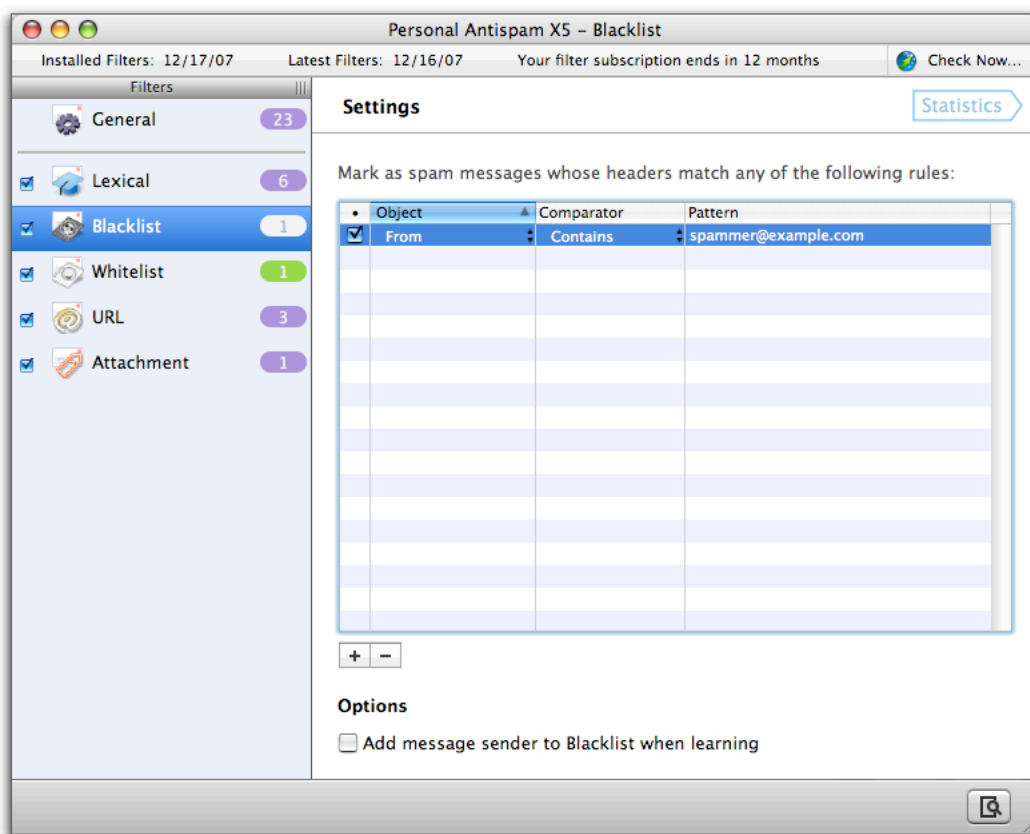 Personal Antispam X5 – Blacklist
Installed Filters: 12/17/07 Latest Filters: 12/16/07 Your filter subscription ends in 12 months Check Now...
Filters
General 23
Lexical 6
Blacklist 1
Whitelist 1
URL 3
Attachment 1
Settings Statistics
Mark as spam messages whose headers match any of the following rules:
• Object Comparator Pattern
From Contains spammer@example.com
+ −
Options
Add message sender to Blacklist when learning